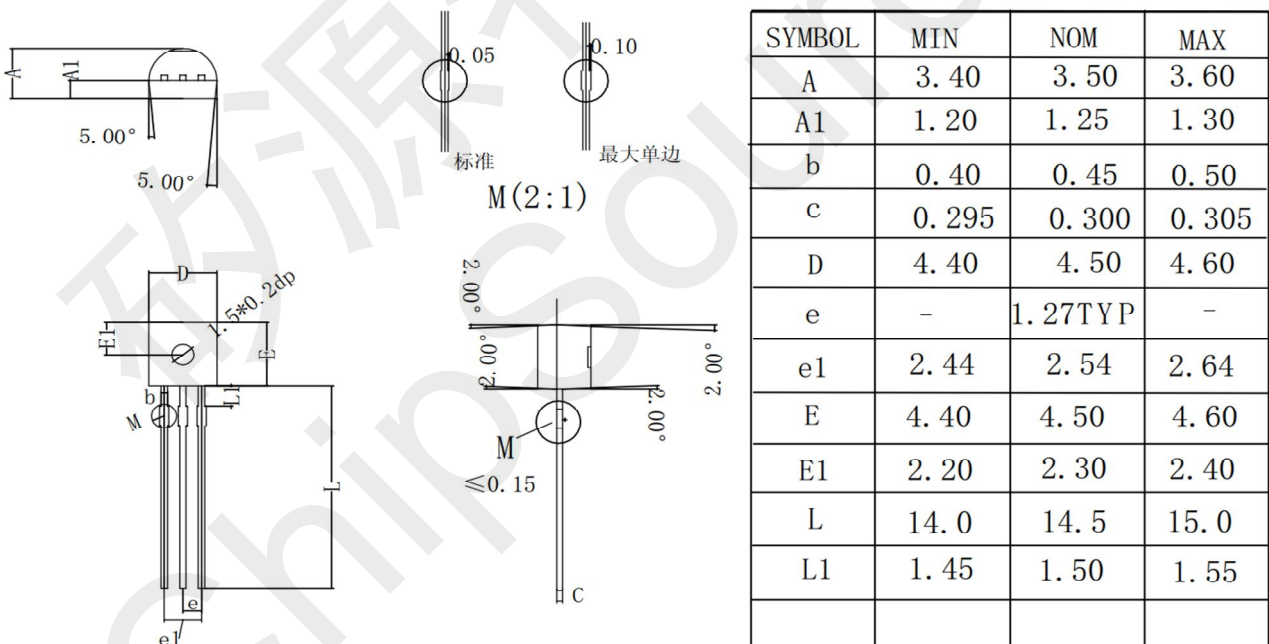 A
A1
5.00°
5.00°
0.05
标准
0.10
最大单边
M(2:1)
D
1.5*0.2dp
E1
E
b
L1
M
L
e
e1
2.00°
2.00°
2.00°
2.00°
M
≤0.15
C
SYMBOL MIN NOM MAX
A 3.40 3.50 3.60
A1 1.20 1.25 1.30
b 0.40 0.45 0.50
c 0.295 0.300 0.305
D 4.40 4.50 4.60
e - 1.27TYP -
e1 2.44 2.54 2.64
E 4.40 4.50 4.60
E1 2.20 2.30 2.40
L 14.0 14.5 15.0
L1 1.45 1.50 1.55
矽源
ChipSour